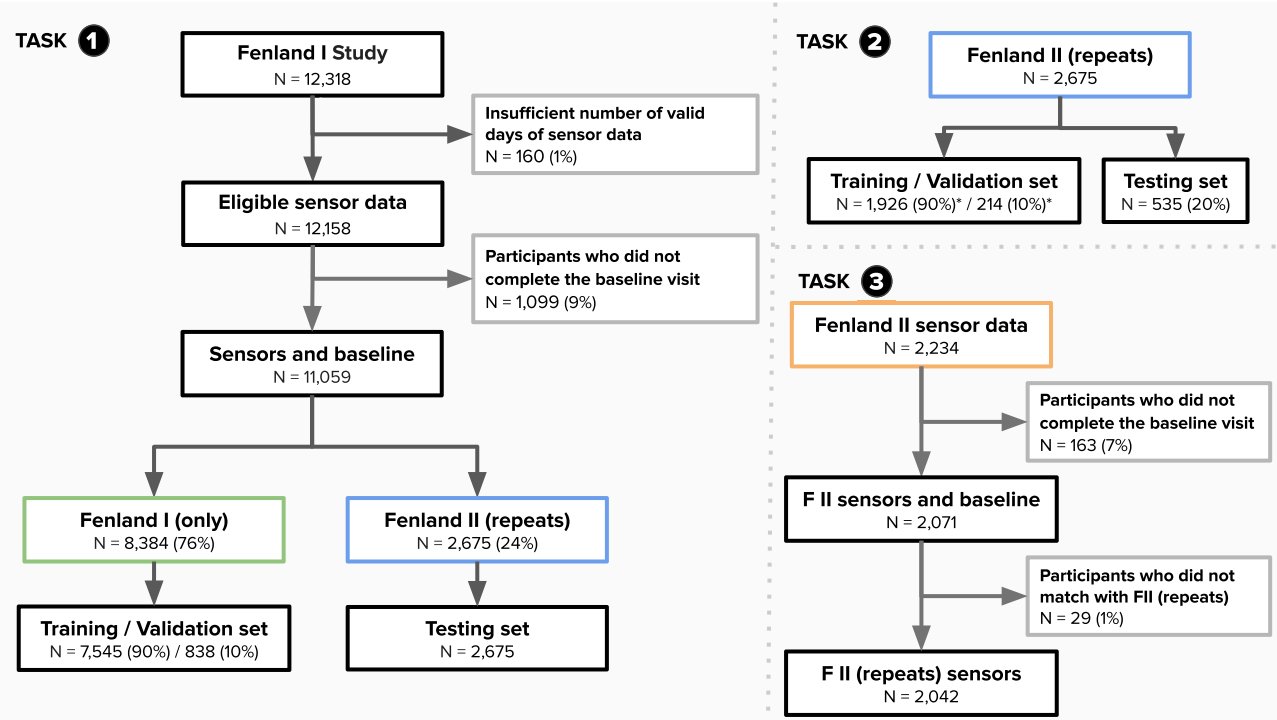 TASK 1
Fenland I Study
N = 12,318
Insufficient number of valid
days of sensor data
N = 160 (1%)
Eligible sensor data
N = 12,158
Participants who did not
complete the baseline visit
N = 1,099 (9%)
Sensors and baseline
N = 11,059
Fenland I (only)
N = 8,384 (76%)
Fenland II (repeats)
N = 2,675 (24%)
Training / Validation set
N = 7,545 (90%) / 838 (10%)
Testing set
N = 2,675
TASK 2
Fenland II (repeats)
N = 2,675
Training / Validation set
N = 1,926 (90%)* / 214 (10%)*
Testing set
N = 535 (20%)
TASK 3
Fenland II sensor data
N = 2,234
Participants who did not
complete the baseline visit
N = 163 (7%)
F II sensors and baseline
N = 2,071
Participants who did not
match with FII (repeats)
N = 29 (1%)
F II (repeats) sensors
N = 2,042